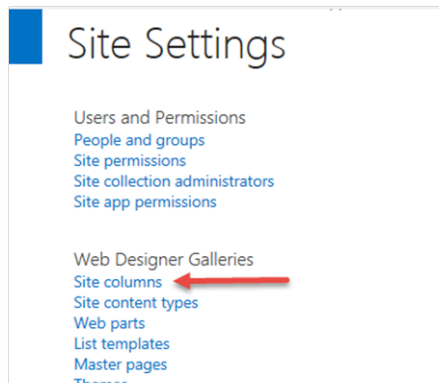 Site Settings
Users and Permissions
People and groups
Site permissions
Site collection administrators
Site app permissions
Web Designer Galleries
Site columns
Site content types
Web parts
List templates
Master pages
Themes